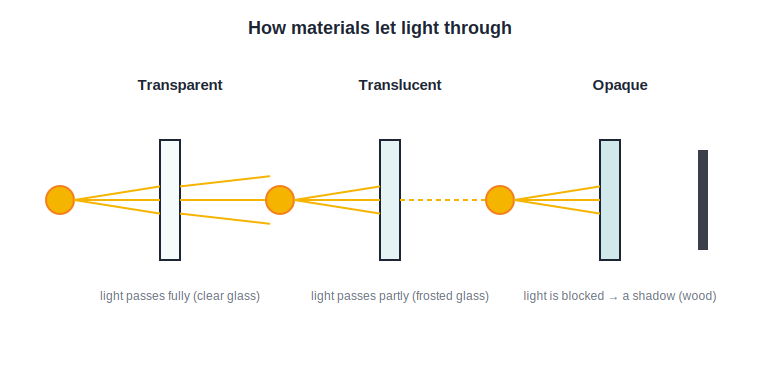 How materials let light through
Transparent
Translucent
Opaque
light passes fully (clear glass)
light passes partly (frosted glass)
light is blocked → a shadow (wood)